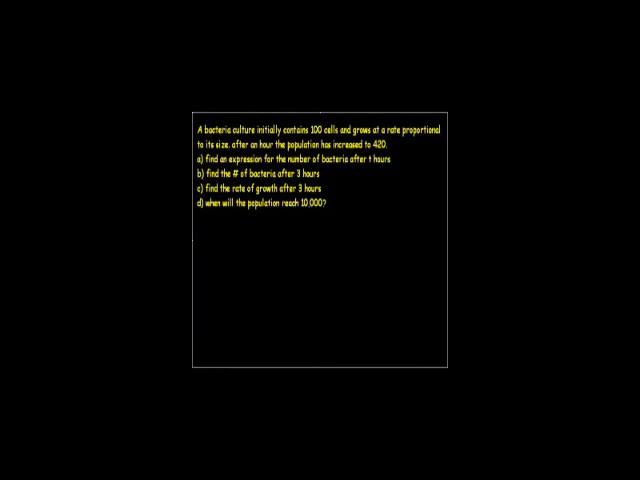 A bacteria culture initially contains 100 cells and grows at a rate proportional
to its size. after an hour the population has increased to 420.
a) find an expression for the number of bacteria after t hours
b) find the # of bacteria after 3 hours
c) find the rate of growth after 3 hours
d) when will the population reach 10,000?